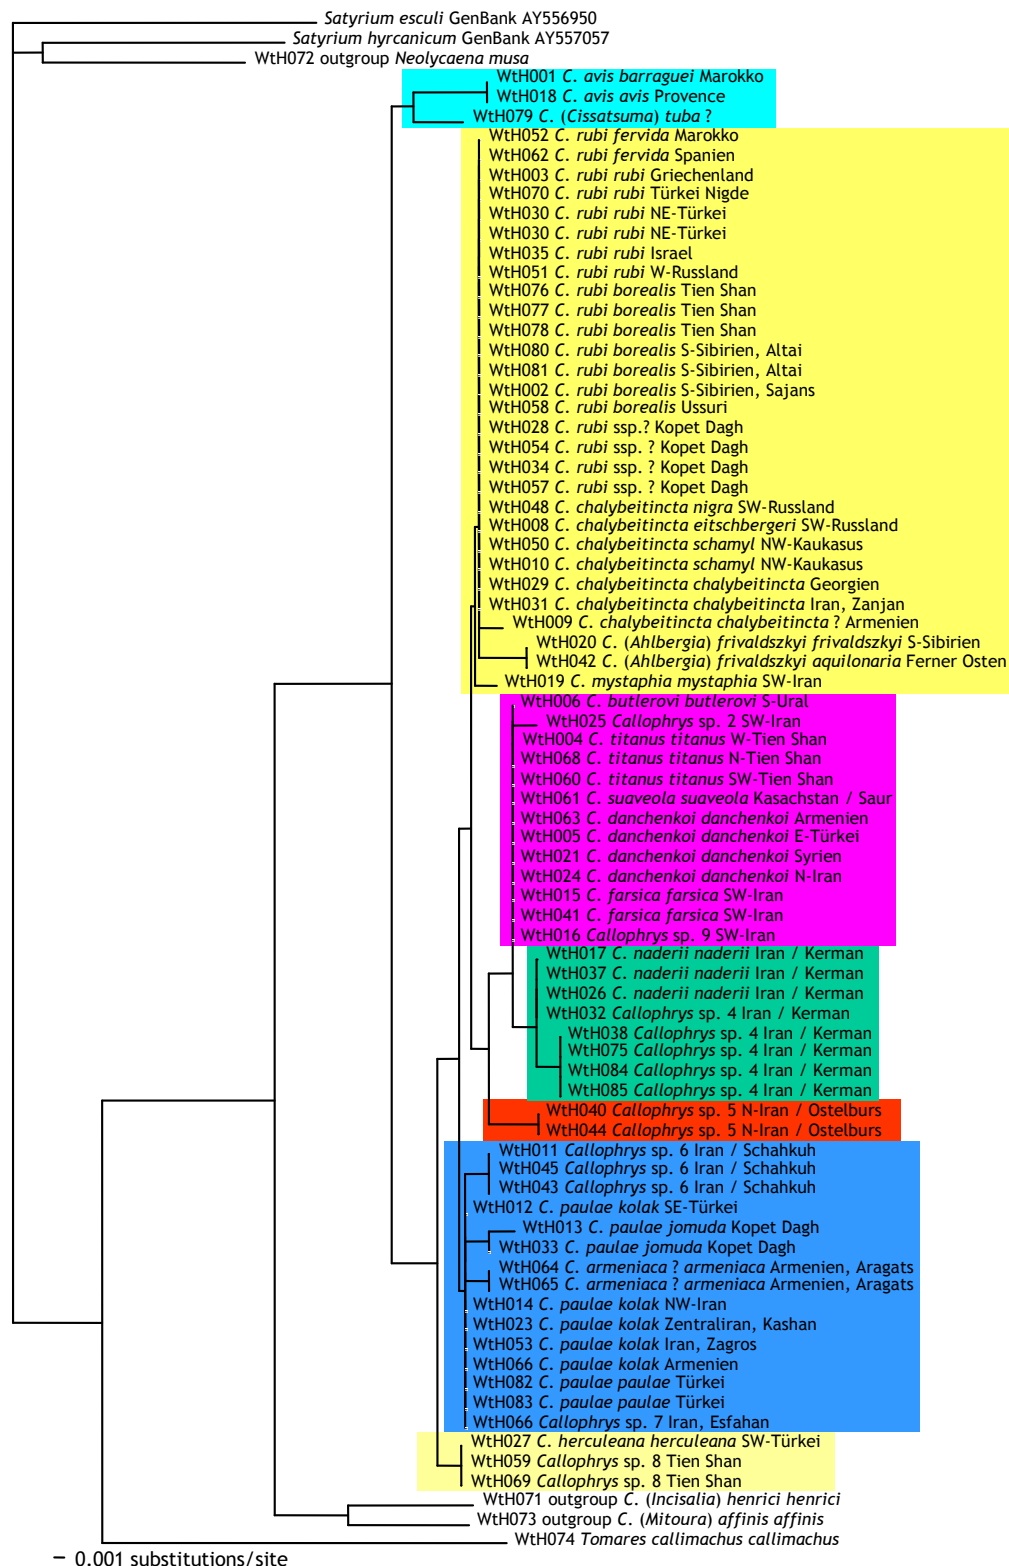 Satyrium esculi GenBank AY556950
Satyrium hyrcanicum GenBank AY557057
WtH072 outgroup Neolycaena musa
WtH001 C. avis barraguei Marokko
WtH018 C. avis avis Provence
WtH079 C. (Cissatsuma) tuba ?
WtH052 C. rubi fervida Marokko
WtH062 C. rubi fervida Spanien
WtH003 C. rubi rubi Griechenland
WtH070 C. rubi rubi Türkei Nigde
WtH030 C. rubi rubi NE-Türkei
WtH030 C. rubi rubi NE-Türkei
WtH035 C. rubi rubi Israel
WtH051 C. rubi rubi W-Russland
WtH076 C. rubi borealis Tien Shan
WtH077 C. rubi borealis Tien Shan
WtH078 C. rubi borealis Tien Shan
WtH080 C. rubi borealis S-Sibirien, Altai
WtH081 C. rubi borealis S-Sibirien, Altai
WtH002 C. rubi borealis S-Sibirien, Sajans
WtH058 C. rubi borealis Ussuri
WtH028 C. rubi ssp.? Kopet Dagh
WtH054 C. rubi ssp. ? Kopet Dagh
WtH034 C. rubi ssp. ? Kopet Dagh
WtH057 C. rubi ssp. ? Kopet Dagh
WtH048 C. chalybeitincta nigra SW-Russland
WtH008 C. chalybeitincta eitschbergeri SW-Russland
WtH050 C. chalybeitincta schamyl NW-Kaukasus
WtH010 C. chalybeitincta schamyl NW-Kaukasus
WtH029 C. chalybeitincta chalybeitincta Georgien
WtH031 C. chalybeitincta chalybeitincta Iran, Zanjan
WtH009 C. chalybeitincta chalybeitincta ? Armenien
WtH020 C. (Ahlbergia) frivaldszkyi frivaldszkyi S-Sibirien
WtH042 C. (Ahlbergia) frivaldszkyi aquilonaria Ferner Osten
WtH019 C. mystaphia mystaphia SW-Iran
WtH006 C. butlerovi butlerovi S-Ural
WtH025 Callophrys sp. 2 SW-Iran
WtH004 C. titanus titanus W-Tien Shan
WtH068 C. titanus titanus N-Tien Shan
WtH060 C. titanus titanus SW-Tien Shan
WtH061 C. suaveola suaveola Kasachstan / Saur
WtH063 C. danchenkoi danchenkoi Armenien
WtH005 C. danchenkoi danchenkoi E-Türkei
WtH021 C. danchenkoi danchenkoi Syrien
WtH024 C. danchenkoi danchenkoi N-Iran
WtH015 C. farsica farsica SW-Iran
WtH041 C. farsica farsica SW-Iran
WtH016 Callophrys sp. 9 SW-Iran
WtH017 C. naderii naderii Iran / Kerman
WtH037 C. naderii naderii Iran / Kerman
WtH026 C. naderii naderii Iran / Kerman
WtH032 Callophrys sp. 4 Iran / Kerman
WtH038 Callophrys sp. 4 Iran / Kerman
WtH075 Callophrys sp. 4 Iran / Kerman
WtH084 Callophrys sp. 4 Iran / Kerman
WtH085 Callophrys sp. 4 Iran / Kerman
WtH040 Callophrys sp. 5 N-Iran / Ostelburs
WtH044 Callophrys sp. 5 N-Iran / Ostelburs
WtH011 Callophrys sp. 6 Iran / Schahkuh
WtH045 Callophrys sp. 6 Iran / Schahkuh
WtH043 Callophrys sp. 6 Iran / Schahkuh
WtH012 C. paulae kolak SE-Türkei
WtH013 C. paulae jomuda Kopet Dagh
WtH033 C. paulae jomuda Kopet Dagh
WtH064 C. armeniaca ? armeniaca Armenien, Aragats
WtH065 C. armeniaca ? armeniaca Armenien, Aragats
WtH014 C. paulae kolak NW-Iran
WtH023 C. paulae kolak Zentraliran, Kashan
WtH053 C. paulae kolak Iran, Zagros
WtH066 C. paulae kolak Armenien
WtH082 C. paulae paulae Türkei
WtH083 C. paulae paulae Türkei
WtH066 Callophrys sp. 7 Iran, Esfahan
WtH027 C. herculeana herculeana SW-Türkei
WtH059 Callophrys sp. 8 Tien Shan
WtH069 Callophrys sp. 8 Tien Shan
WtH071 outgroup C. (Incisalia) henrici henrici
WtH073 outgroup C. (Mitoura) affinis affinis
WtH074 Tomares callimachus callimachus
0.001 substitutions/site